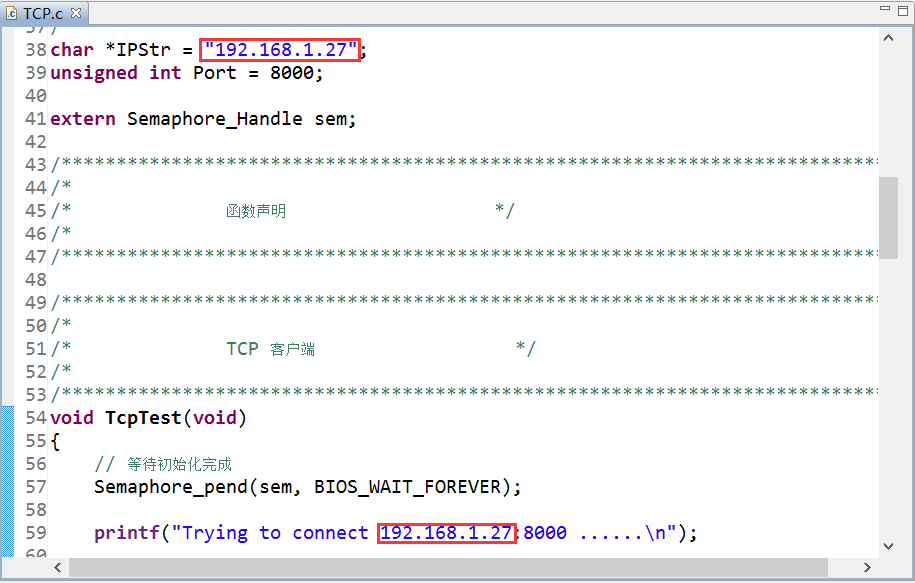 TCP.c
37/
38 char *IPStr = "192.168.1.27";
39 unsigned int Port = 8000;
40
41 extern Semaphore_Handle sem;
42
43 /***************************************************************************
44 /*
45 /* 函数声明 */
46 /*
47 /***************************************************************************
48
49 /***************************************************************************
50 /*
51 /* TCP 客户端 */
52 /*
53 /***************************************************************************
54 void TcpTest(void)
55 {
56 // 等待初始化完成
57 Semaphore_pend(sem, BIOS_WAIT_FOREVER);
58
59 printf("Trying to connect 192.168.1.27:8000 ......\n");
60